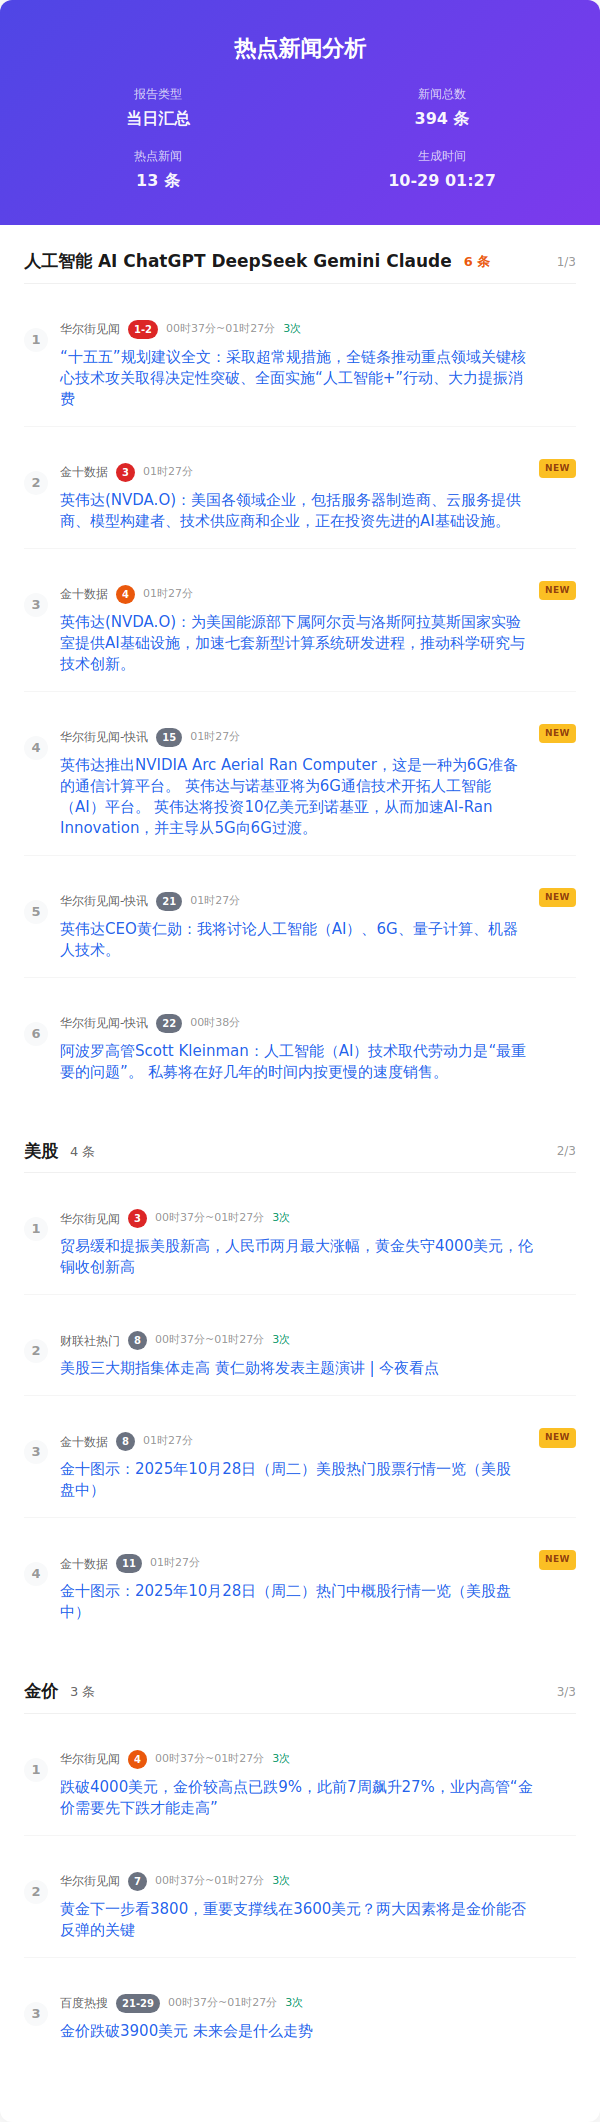 热点新闻分析
报告类型
当日汇总
新闻总数
394 条
热点新闻
13 条
生成时间
10-29 01:27
人工智能 AI ChatGPT DeepSeek Gemini Claude 6 条 1/3
1
华尔街见闻 1-2 00时37分~01时27分 3次
“十五五”规划建议全文：采取超常规措施，全链条推动重点领域关键核
心技术攻关取得决定性突破、全面实施“人工智能+”行动、大力提振消
费
2
金十数据 3 01时27分 NEW
英伟达(NVDA.O)：美国各领域企业，包括服务器制造商、云服务提供
商、模型构建者、技术供应商和企业，正在投资先进的AI基础设施。
3
金十数据 4 01时27分 NEW
英伟达(NVDA.O)：为美国能源部下属阿尔贡与洛斯阿拉莫斯国家实验
室提供AI基础设施，加速七套新型计算系统研发进程，推动科学研究与
技术创新。
4
华尔街见闻-快讯 15 01时27分 NEW
英伟达推出NVIDIA Arc Aerial Ran Computer，这是一种为6G准备
的通信计算平台。 英伟达与诺基亚将为6G通信技术开拓人工智能
（AI）平台。 英伟达将投资10亿美元到诺基亚，从而加速AI-Ran
Innovation，并主导从5G向6G过渡。
5
华尔街见闻-快讯 21 01时27分 NEW
英伟达CEO黄仁勋：我将讨论人工智能（AI）、6G、量子计算、机器
人技术。
6
华尔街见闻-快讯 22 00时38分
阿波罗高管Scott Kleinman：人工智能（AI）技术取代劳动力是“最重
要的问题”。 私募将在好几年的时间内按更慢的速度销售。
美股 4 条 2/3
1
华尔街见闻 3 00时37分~01时27分 3次
贸易缓和提振美股新高，人民币两月最大涨幅，黄金失守4000美元，伦
铜收创新高
2
财联社热门 8 00时37分~01时27分 3次
美股三大期指集体走高 黄仁勋将发表主题演讲 | 今夜看点
3
金十数据 8 01时27分 NEW
金十图示：2025年10月28日（周二）美股热门股票行情一览（美股
盘中）
4
金十数据 11 01时27分 NEW
金十图示：2025年10月28日（周二）热门中概股行情一览（美股盘
中）
金价 3 条 3/3
1
华尔街见闻 4 00时37分~01时27分 3次
跌破4000美元，金价较高点已跌9%，此前7周飙升27%，业内高管“金
价需要先下跌才能走高”
2
华尔街见闻 7 00时37分~01时27分 3次
黄金下一步看3800，重要支撑线在3600美元？两大因素将是金价能否
反弹的关键
3
百度热搜 21-29 00时37分~01时27分 3次
金价跌破3900美元 未来会是什么走势